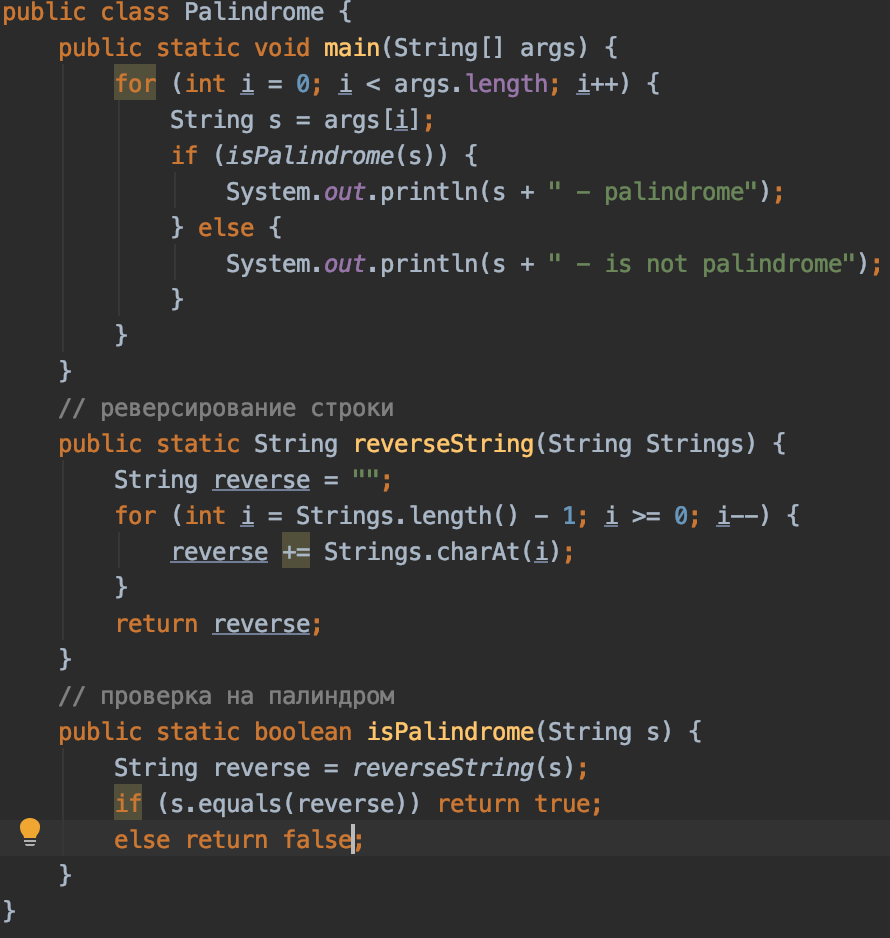 public class Palindrome {
    public static void main(String[] args) {
        for (int i = 0; i < args.length; i++) {
            String s = args[i];
            if (isPalindrome(s)) {
                System.out.println(s + " - palindrome");
            } else {
                System.out.println(s + " - is not palindrome");
            }
        }
    }
    // реверсирование строки
    public static String reverseString(String Strings) {
        String reverse = "";
        for (int i = Strings.length() - 1; i >= 0; i--) {
            reverse += Strings.charAt(i);
        }
        return reverse;
    }
    // проверка на палиндром
    public static boolean isPalindrome(String s) {
        String reverse = reverseString(s);
        if (s.equals(reverse)) return true;
        else return false;
    }
}